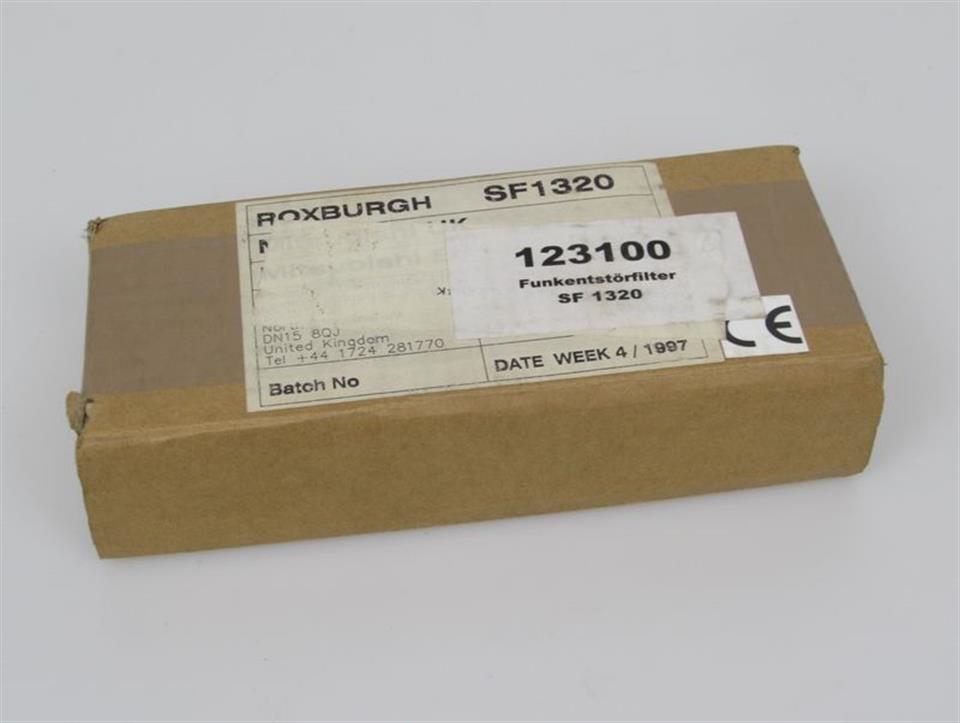 ROXBURGH SF1320
UK
123100
Funkentstörfilter
SF 1320
DN15 8QJ
United Kingdom
Tel +44 1724 281770
Batch No
DATE WEEK 4 / 1997
CE